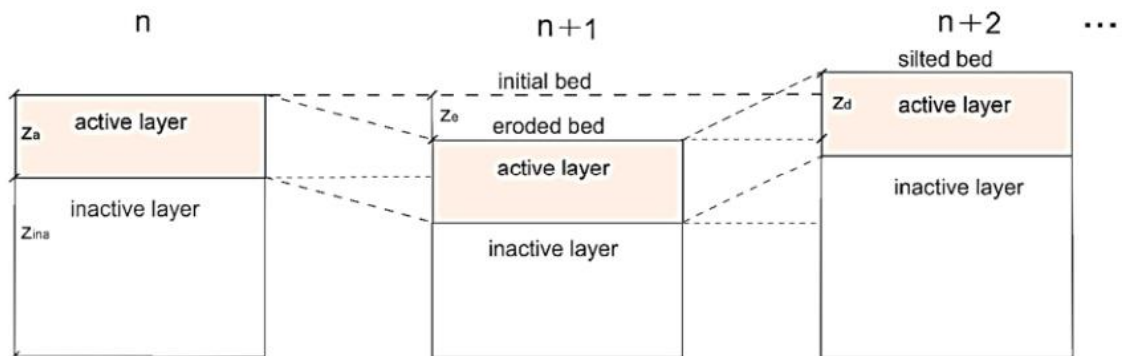 n
n+1
n+2 ...
initial bed
silted bed
active layer
za
ze
eroded bed
zd
active layer
active layer
inactive layer
zina
inactive layer
inactive layer